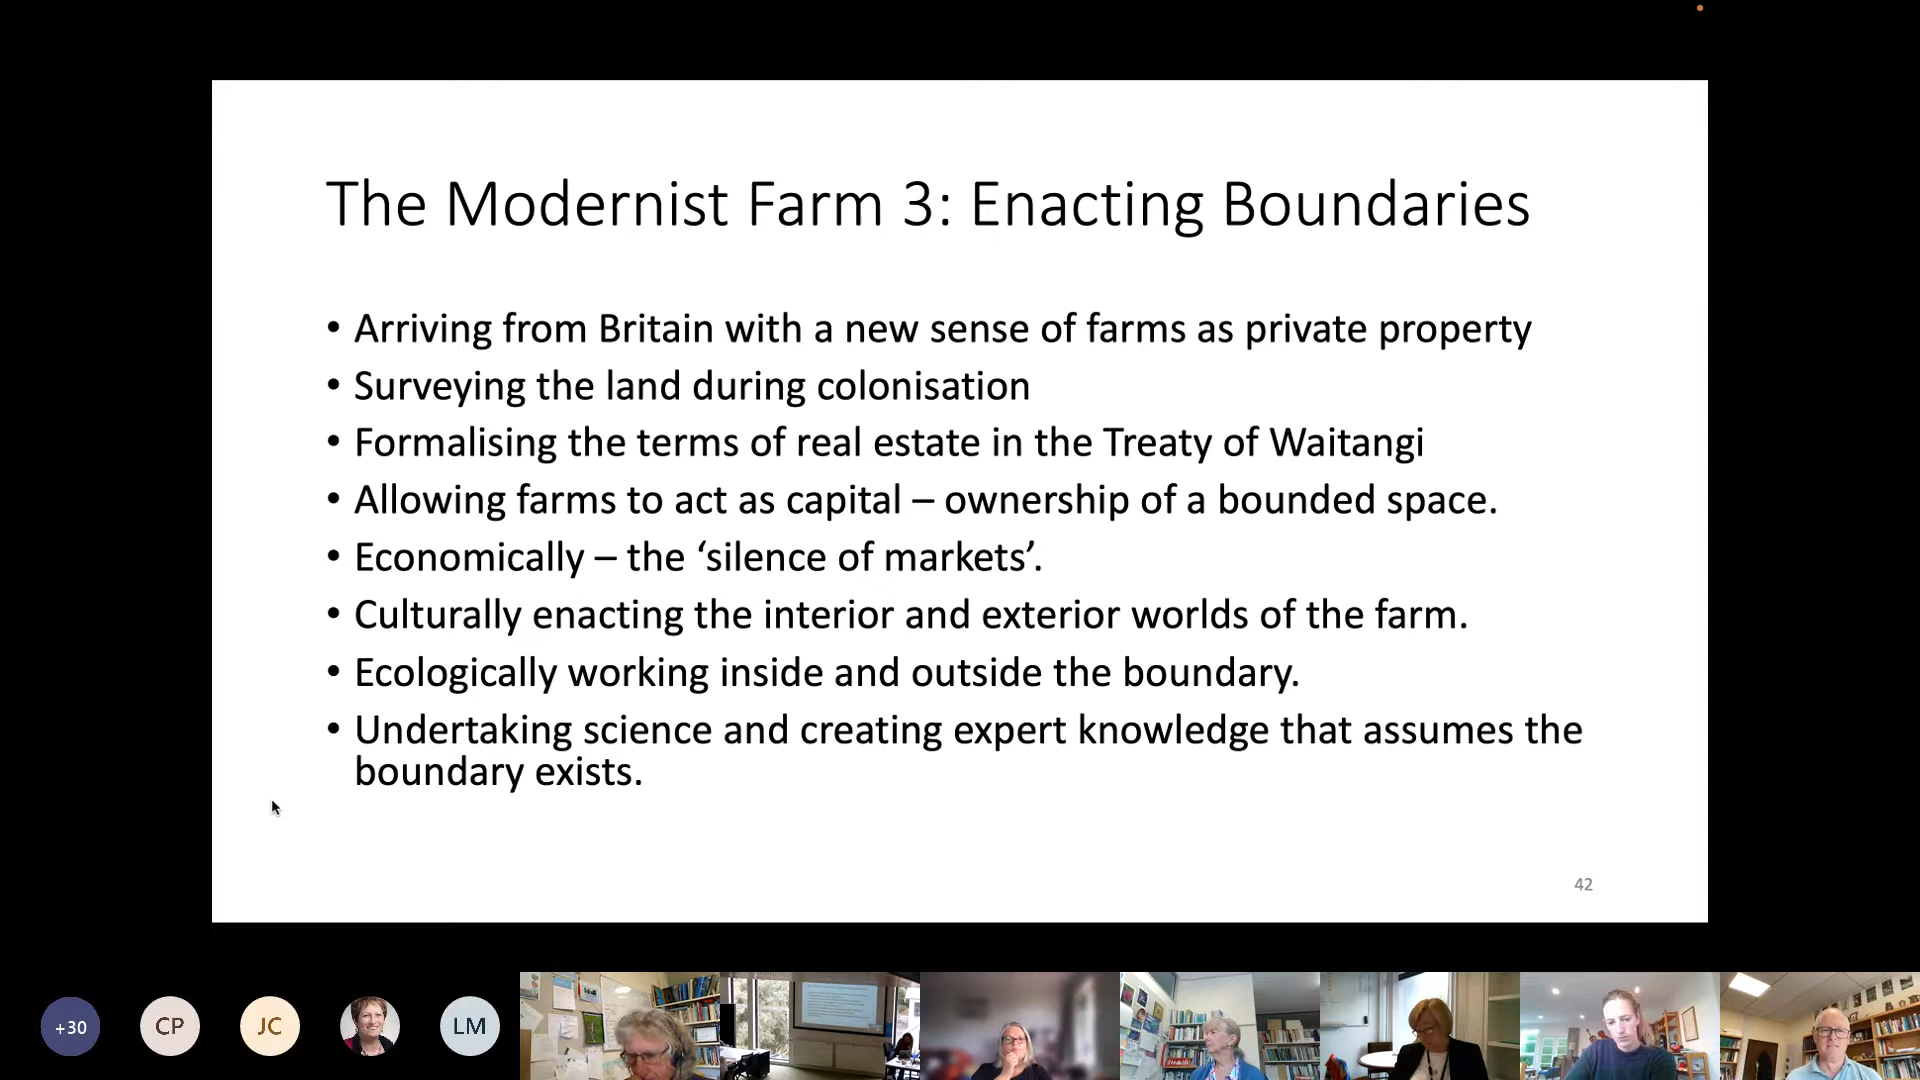 The Modernist Farm 3: Enacting Boundaries
• Arriving from Britain with a new sense of farms as private property
• Surveying the land during colonisation
• Formalising the terms of real estate in the Treaty of Waitangi
• Allowing farms to act as capital – ownership of a bounded space.
• Economically – the ‘silence of markets’.
• Culturally enacting the interior and exterior worlds of the farm.
• Ecologically working inside and outside the boundary.
• Undertaking science and creating expert knowledge that assumes the
boundary exists.
42
+30 CP JC LM